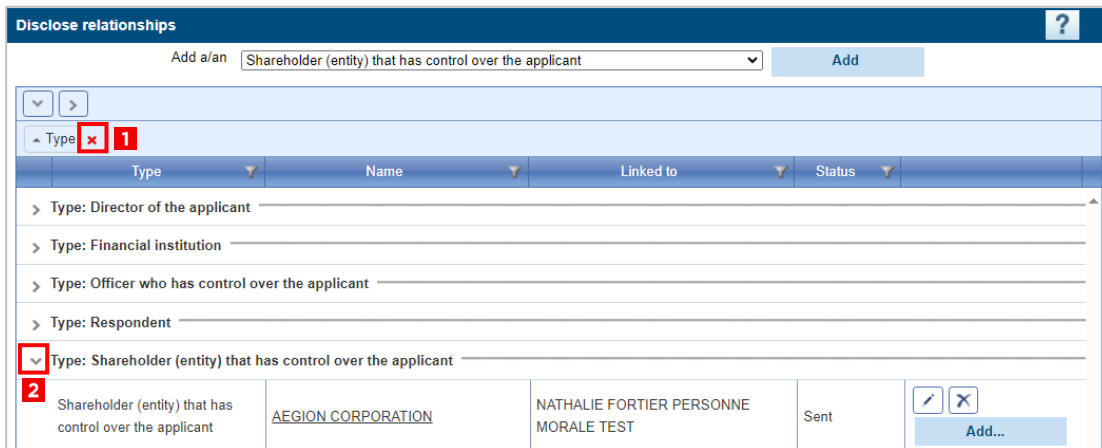 Disclose relationships ?
Add a/an Shareholder (entity) that has control over the applicant Add
Type × 1
Type Name Linked to Status
Type: Director of the applicant
Type: Financial institution
Type: Officer who has control over the applicant
Type: Respondent
Type: Shareholder (entity) that has control over the applicant
2
Shareholder (entity) that has
control over the applicant
AEGION CORPORATION
NATHALIE FORTIER PERSONNE
MORALE TEST
Sent
Add...